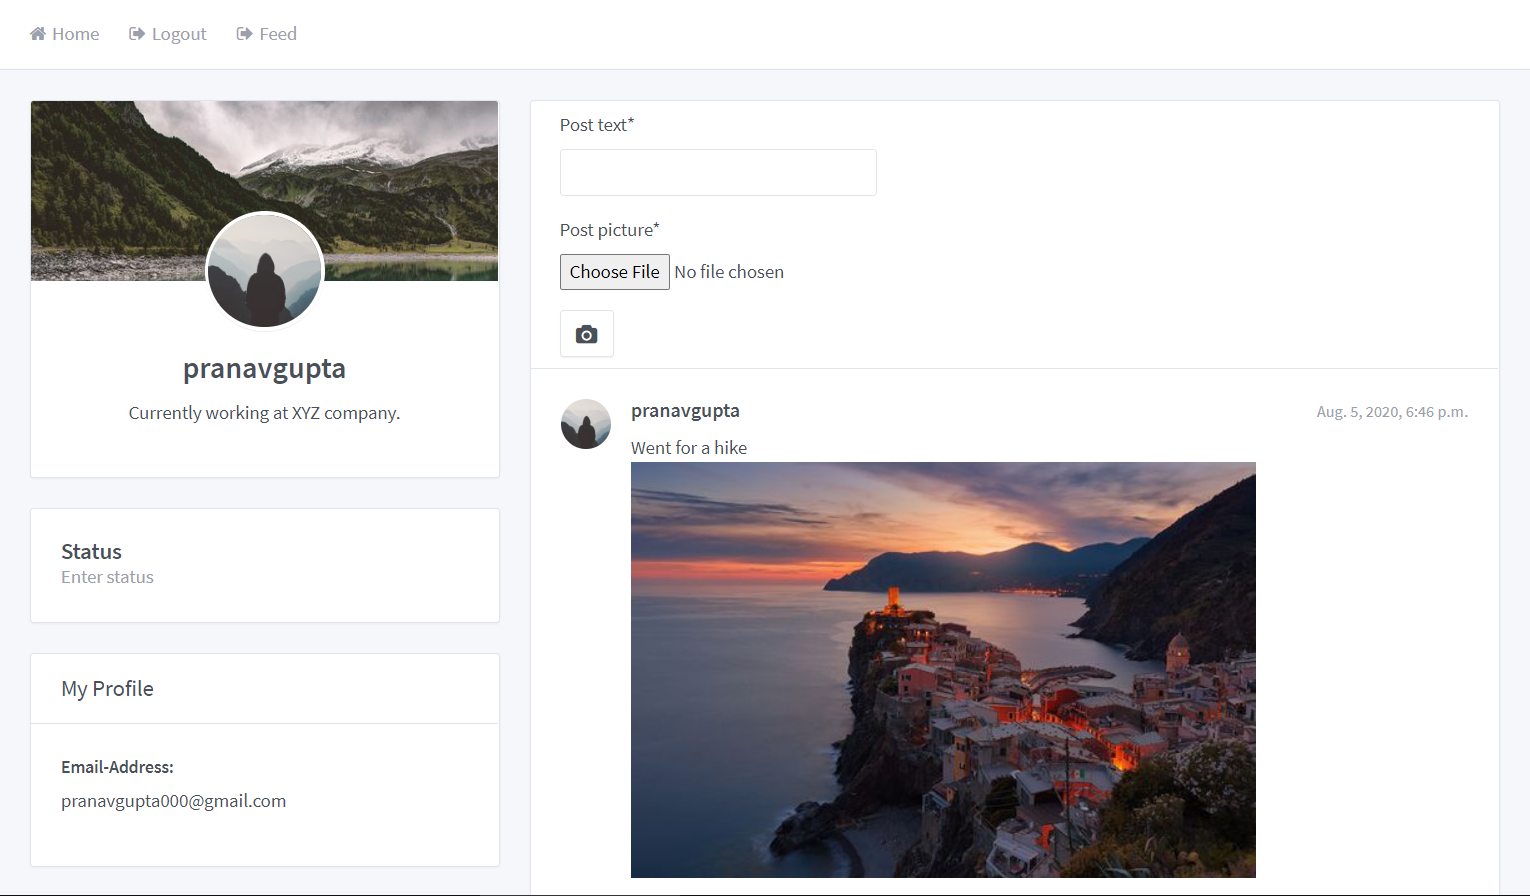 Home Logout Feed
pranavgupta
Currently working at XYZ company.
Status
Enter status
My Profile
Email-Address:
pranavgupta000@gmail.com
Post text*
Post picture*
Choose File No file chosen
pranavgupta Aug. 5, 2020, 6:46 p.m.
Went for a hike